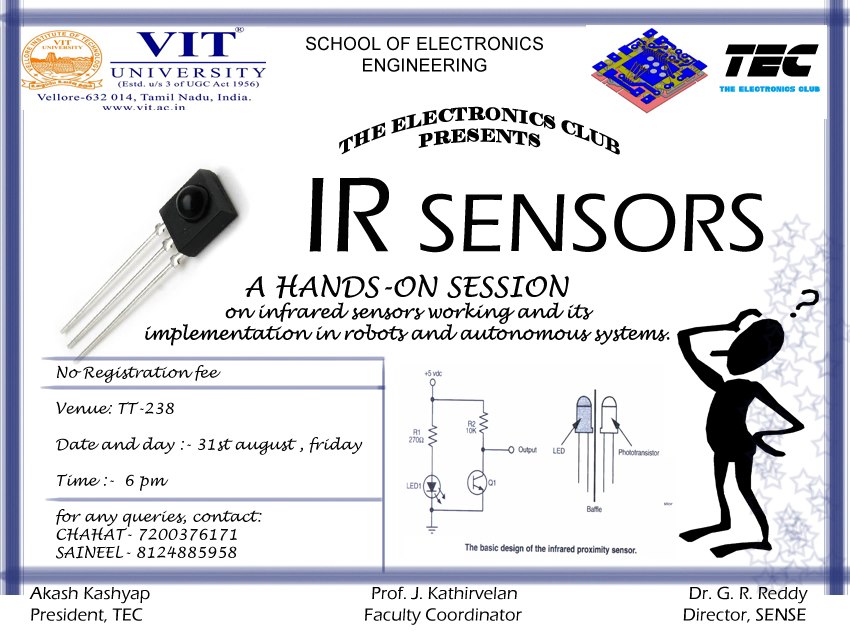 VIT
UNIVERSITY
VIT®
UNIVERSITY
(Estd. u/s 3 of UGC Act 1956)
Vellore-632 014, Tamil Nadu, India.
www.vit.ac.in
SCHOOL OF ELECTRONICS
ENGINEERING
TEC
THE ELECTRONICS CLUB
THE ELECTRONICS CLUB
PRESENTS
IR SENSORS
A HANDS-ON SESSION
on infrared sensors working and its
implementation in robots and autonomous systems.
?
No Registration fee
Venue: TT-238
Date and day :- 31st august , friday
Time :- 6 pm
for any queries, contact:
CHAHAT- 7200376171
SAINEEL- 8124885958
+5 vdc
R1
270Ω
R2
10K
Output
LED1
Q1
LED
Phototransistor
Baffle
The basic design of the infrared proximity sensor.
Akash Kashyap
President, TEC
Prof. J. Kathirvelan
Faculty Coordinator
Dr. G. R. Reddy
Director, SENSE